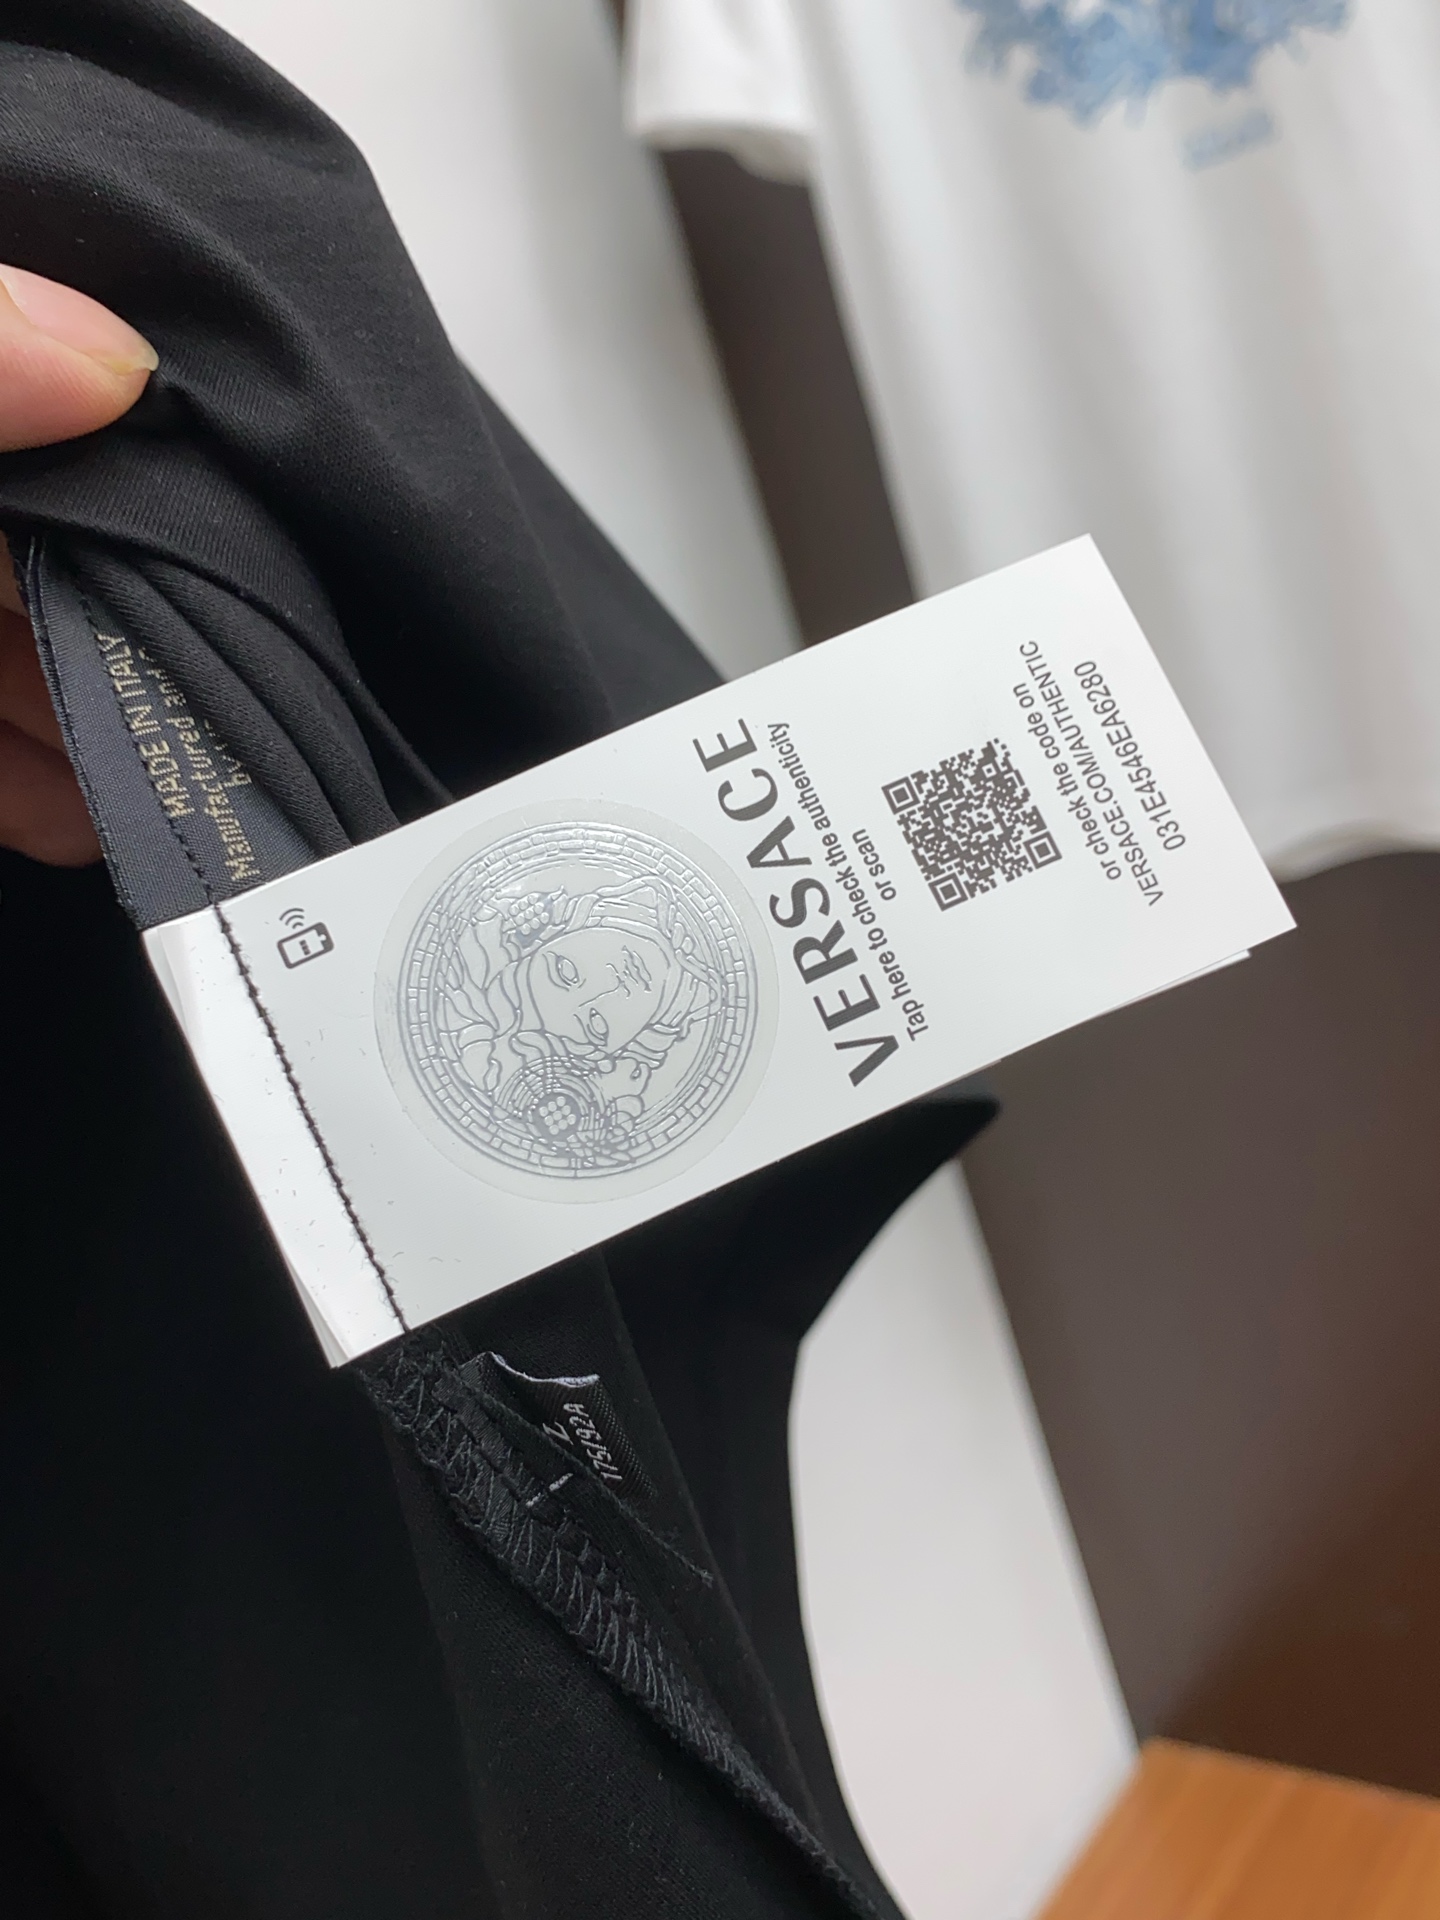 VERSACE
Tap here to check the authenticity
or scan
or check the code on
VERSACE.COM/AUTHENTIC
031E4546EA6280
MADE IN ITALY
Manufactured and
L
175/92A